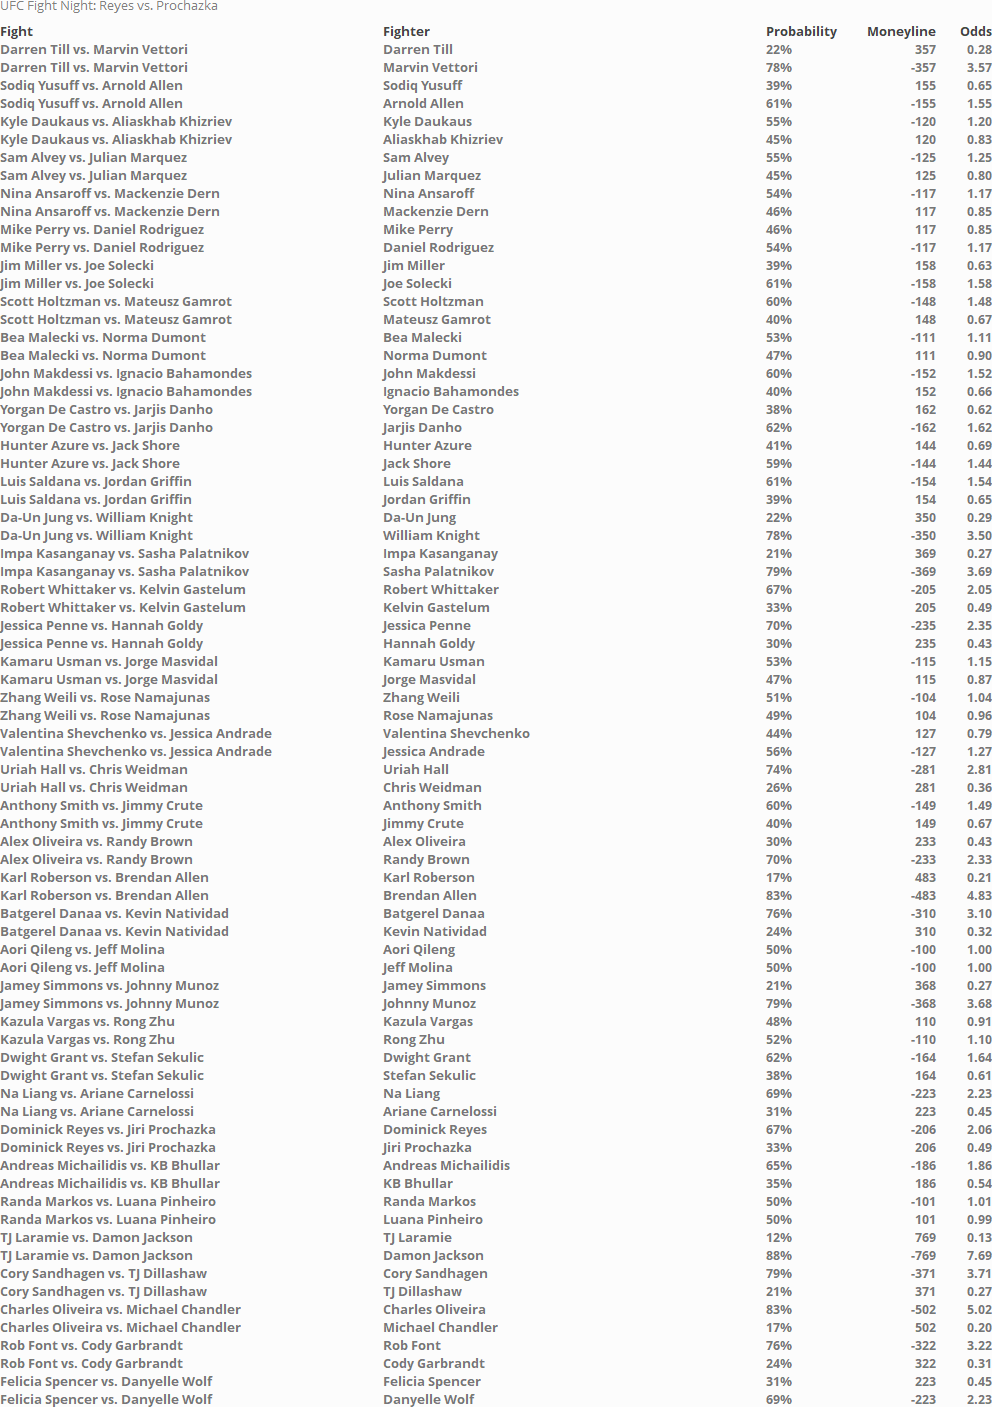 UFC Fight Night: Reyes vs. Prochazka
Fight Fighter Probability Moneyline Odds
Darren Till vs. Marvin Vettori Darren Till 22% 357 0.28
Darren Till vs. Marvin Vettori Marvin Vettori 78% -357 3.57
Sodiq Yusuff vs. Arnold Allen Sodiq Yusuff 39% 155 0.65
Sodiq Yusuff vs. Arnold Allen Arnold Allen 61% -155 1.55
Kyle Daukaus vs. Aliaskhab Khizriev Kyle Daukaus 55% -120 1.20
Kyle Daukaus vs. Aliaskhab Khizriev Aliaskhab Khizriev 45% 120 0.83
Sam Alvey vs. Julian Marquez Sam Alvey 55% -125 1.25
Sam Alvey vs. Julian Marquez Julian Marquez 45% 125 0.80
Nina Ansaroff vs. Mackenzie Dern Nina Ansaroff 54% -117 1.17
Nina Ansaroff vs. Mackenzie Dern Mackenzie Dern 46% 117 0.85
Mike Perry vs. Daniel Rodriguez Mike Perry 46% 117 0.85
Mike Perry vs. Daniel Rodriguez Daniel Rodriguez 54% -117 1.17
Jim Miller vs. Joe Solecki Jim Miller 39% 158 0.63
Jim Miller vs. Joe Solecki Joe Solecki 61% -158 1.58
Scott Holtzman vs. Mateusz Gamrot Scott Holtzman 60% -148 1.48
Scott Holtzman vs. Mateusz Gamrot Mateusz Gamrot 40% 148 0.67
Bea Malecki vs. Norma Dumont Bea Malecki 53% -111 1.11
Bea Malecki vs. Norma Dumont Norma Dumont 47% 111 0.90
John Makdessi vs. Ignacio Bahamondes John Makdessi 60% -152 1.52
John Makdessi vs. Ignacio Bahamondes Ignacio Bahamondes 40% 152 0.66
Yorgan De Castro vs. Jarjis Danho Yorgan De Castro 38% 162 0.62
Yorgan De Castro vs. Jarjis Danho Jarjis Danho 62% -162 1.62
Hunter Azure vs. Jack Shore Hunter Azure 41% 144 0.69
Hunter Azure vs. Jack Shore Jack Shore 59% -144 1.44
Luis Saldana vs. Jordan Griffin Luis Saldana 61% -154 1.54
Luis Saldana vs. Jordan Griffin Jordan Griffin 39% 154 0.65
Da-Un Jung vs. William Knight Da-Un Jung 22% 350 0.29
Da-Un Jung vs. William Knight William Knight 78% -350 3.50
Impa Kasanganay vs. Sasha Palatnikov Impa Kasanganay 21% 369 0.27
Impa Kasanganay vs. Sasha Palatnikov Sasha Palatnikov 79% -369 3.69
Robert Whittaker vs. Kelvin Gastelum Robert Whittaker 67% -205 2.05
Robert Whittaker vs. Kelvin Gastelum Kelvin Gastelum 33% 205 0.49
Jessica Penne vs. Hannah Goldy Jessica Penne 70% -235 2.35
Jessica Penne vs. Hannah Goldy Hannah Goldy 30% 235 0.43
Kamaru Usman vs. Jorge Masvidal Kamaru Usman 53% -115 1.15
Kamaru Usman vs. Jorge Masvidal Jorge Masvidal 47% 115 0.87
Zhang Weili vs. Rose Namajunas Zhang Weili 51% -104 1.04
Zhang Weili vs. Rose Namajunas Rose Namajunas 49% 104 0.96
Valentina Shevchenko vs. Jessica Andrade Valentina Shevchenko 44% 127 0.79
Valentina Shevchenko vs. Jessica Andrade Jessica Andrade 56% -127 1.27
Uriah Hall vs. Chris Weidman Uriah Hall 74% -281 2.81
Uriah Hall vs. Chris Weidman Chris Weidman 26% 281 0.36
Anthony Smith vs. Jimmy Crute Anthony Smith 60% -149 1.49
Anthony Smith vs. Jimmy Crute Jimmy Crute 40% 149 0.67
Alex Oliveira vs. Randy Brown Alex Oliveira 30% 233 0.43
Alex Oliveira vs. Randy Brown Randy Brown 70% -233 2.33
Karl Roberson vs. Brendan Allen Karl Roberson 17% 483 0.21
Karl Roberson vs. Brendan Allen Brendan Allen 83% -483 4.83
Batgerel Danaa vs. Kevin Natividad Batgerel Danaa 76% -310 3.10
Batgerel Danaa vs. Kevin Natividad Kevin Natividad 24% 310 0.32
Aori Qileng vs. Jeff Molina Aori Qileng 50% -100 1.00
Aori Qileng vs. Jeff Molina Jeff Molina 50% -100 1.00
Jamey Simmons vs. Johnny Munoz Jamey Simmons 21% 368 0.27
Jamey Simmons vs. Johnny Munoz Johnny Munoz 79% -368 3.68
Kazula Vargas vs. Rong Zhu Kazula Vargas 48% 110 0.91
Kazula Vargas vs. Rong Zhu Rong Zhu 52% -110 1.10
Dwight Grant vs. Stefan Sekulic Dwight Grant 62% -164 1.64
Dwight Grant vs. Stefan Sekulic Stefan Sekulic 38% 164 0.61
Na Liang vs. Ariane Carnelossi Na Liang 69% -223 2.23
Na Liang vs. Ariane Carnelossi Ariane Carnelossi 31% 223 0.45
Dominick Reyes vs. Jiri Prochazka Dominick Reyes 67% -206 2.06
Dominick Reyes vs. Jiri Prochazka Jiri Prochazka 33% 206 0.49
Andreas Michailidis vs. KB Bhullar Andreas Michailidis 65% -186 1.86
Andreas Michailidis vs. KB Bhullar KB Bhullar 35% 186 0.54
Randa Markos vs. Luana Pinheiro Randa Markos 50% -101 1.01
Randa Markos vs. Luana Pinheiro Luana Pinheiro 50% 101 0.99
TJ Laramie vs. Damon Jackson TJ Laramie 12% 769 0.13
TJ Laramie vs. Damon Jackson Damon Jackson 88% -769 7.69
Cory Sandhagen vs. TJ Dillashaw Cory Sandhagen 79% -371 3.71
Cory Sandhagen vs. TJ Dillashaw TJ Dillashaw 21% 371 0.27
Charles Oliveira vs. Michael Chandler Charles Oliveira 83% -502 5.02
Charles Oliveira vs. Michael Chandler Michael Chandler 17% 502 0.20
Rob Font vs. Cody Garbrandt Rob Font 76% -322 3.22
Rob Font vs. Cody Garbrandt Cody Garbrandt 24% 322 0.31
Felicia Spencer vs. Danyelle Wolf Felicia Spencer 31% 223 0.45
Felicia Spencer vs. Danyelle Wolf Danyelle Wolf 69% -223 2.23